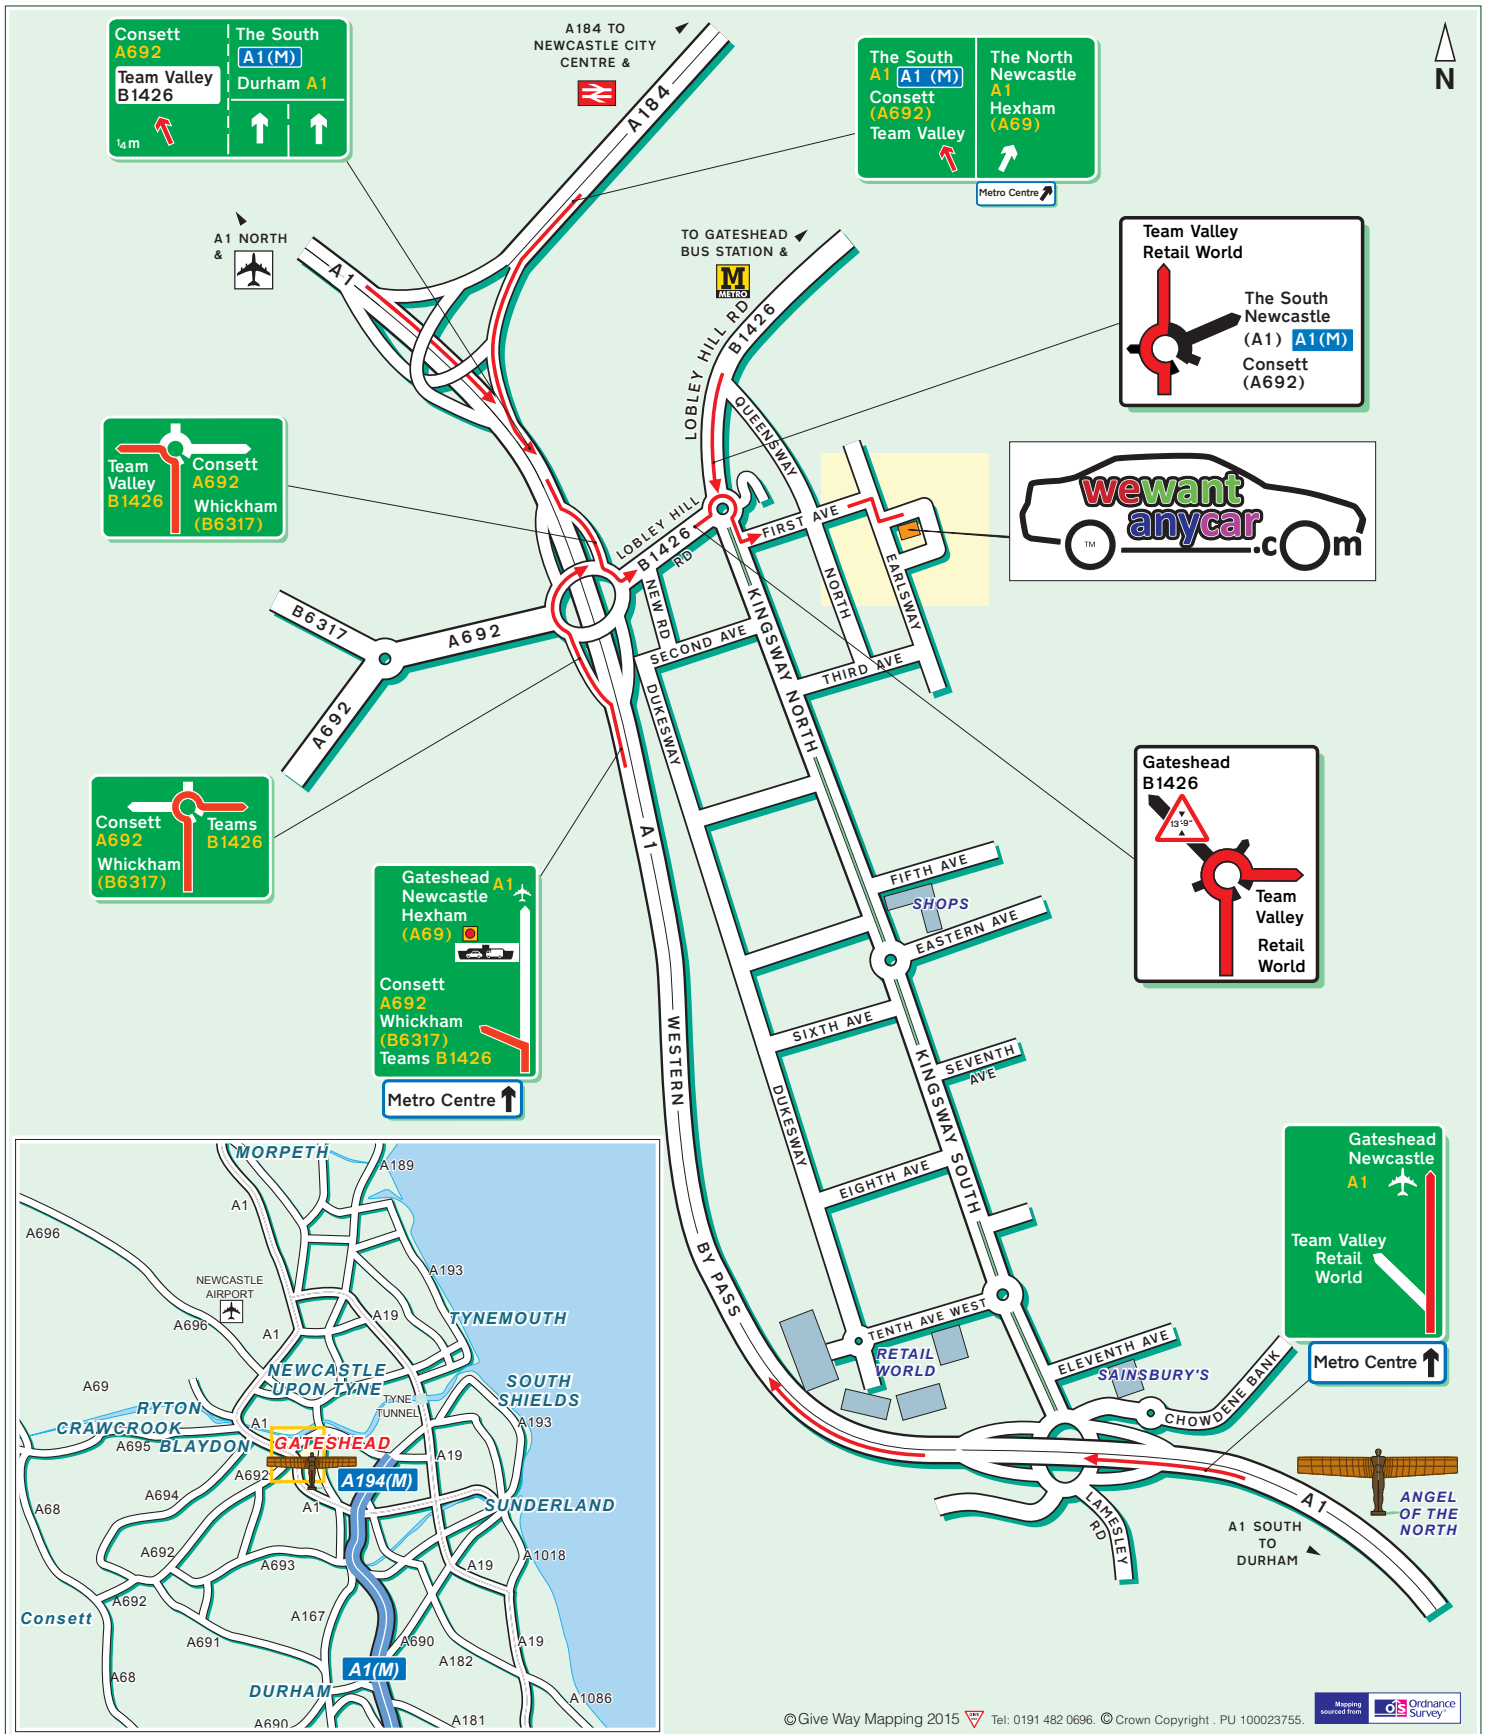 Consett
A692
Team Valley
B1426
¼m
The South
A1(M)
Durham A1
A184 TO
NEWCASTLE CITY
CENTRE &
A184
The South
A1 A1 (M)
Consett
(A692)
Team Valley
The North
Newcastle
A1
Hexham
(A69)
Metro Centre
N
A1 NORTH
&
A1
TO GATESHEAD
BUS STATION &
M
METRO
LOBLEY HILL RD
B1426
Team Valley
Retail World
The South
Newcastle
(A1) A1(M)
Consett
(A692)
QUEENSWAY
Team
Valley
B1426
Consett
A692
Whickham
(B6317)
LOBLEY HILL
B1426
RD
FIRST AVE
wewant
anycar
.com
TM
NEW RD
NORTH
EARLSWAY
KINGSWAY NORTH
SECOND AVE
THIRD AVE
B6317
A692
A692
DUKESWAY
Gateshead
B1426
13'-9"
Team
Valley
Retail
World
Consett
A692
Whickham
(B6317)
Teams
B1426
A1
Gateshead
Newcastle
Hexham
(A69)
A1
Consett
A692
Whickham
(B6317)
Teams B1426
Metro Centre
FIFTH AVE
SHOPS
EASTERN AVE
SIXTH AVE
SEVENTH
AVE
WESTERN
BY PASS
DUKESWAY
KINGSWAY SOUTH
EIGHTH AVE
Gateshead
Newcastle
A1
Team Valley
Retail
World
Metro Centre
TENTH AVE WEST
RETAIL
WORLD
ELEVENTH AVE
SAINSBURY'S
CHOWDENE BANK
LAMESLEY
RD
A1
A1 SOUTH
TO
DURHAM
ANGEL
OF THE
NORTH
MORPETH
A189
A1
A696
NEWCASTLE
AIRPORT
A193
A696
A1
A19
TYNEMOUTH
NEWCASTLE
UPON TYNE
A69
TYNE
TUNNEL
SOUTH
SHIELDS
RYTON
CRAWCROOK
A1
A193
A695
BLAYDON
GATESHEAD
A19
A692
A194(M)
A694
A1
A68
SUNDERLAND
A692
A693
A19
A1018
A692
Consett
A167
A691
A690
A19
A182
A68
A1(M)
DURHAM
A1086
A690
A181
© Give Way Mapping 2015
GIVE WAY
Tel: 0191 482 0696. © Crown Copyright . PU 100023755.
Mapping
sourced from
os
Ordnance
Survey